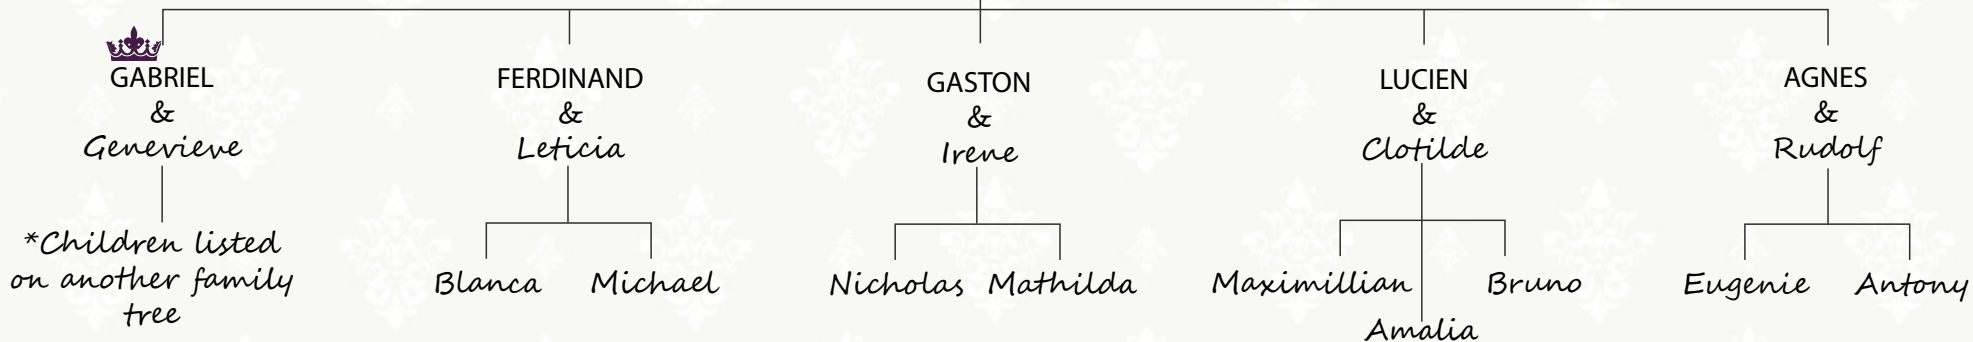 GABRIEL
&
Genevieve
*Children listed
on another family
tree
FERDINAND
&
Leticia
Blanca Michael
GASTON
&
Irene
Nicholas Mathilda
LUCIEN
&
Clotilde
Maximillian Bruno
Amalia
AGNES
&
Rudolf
Eugenie Antony